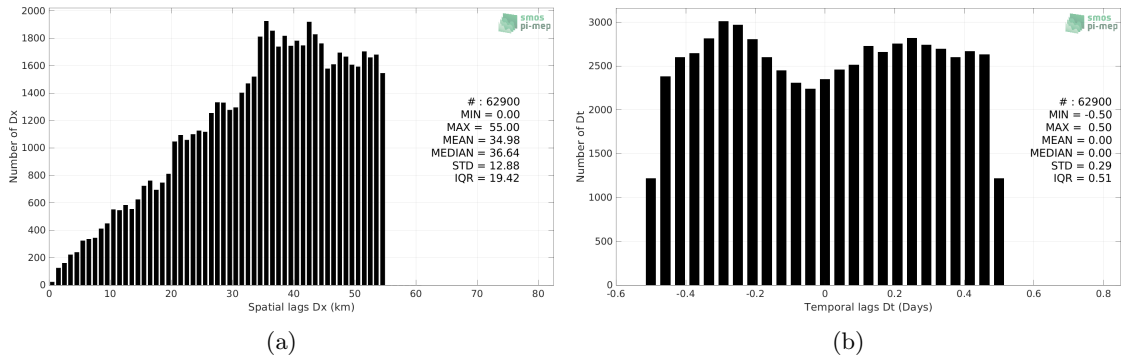 2000
1800
1600
1400
1200
1000
800
600
400
200
0
Number of Dx
0 10 20 30 40 50 60 70 80
Spatial lags Dx (km)
smos
pi-mep
# : 62900
MIN = 0.00
MAX = 55.00
MEAN = 34.98
MEDIAN = 36.64
STD = 12.88
IQR = 19.42
(a)
3000
2500
2000
1500
1000
500
0
Number of Dt
-0.6 -0.4 -0.2 0 0.2 0.4 0.6 0.8
Temporal lags Dt (Days)
smos
pi-mep
# : 62900
MIN = -0.50
MAX = 0.50
MEAN = 0.00
MEDIAN = 0.00
STD = 0.29
IQR = 0.51
(b)